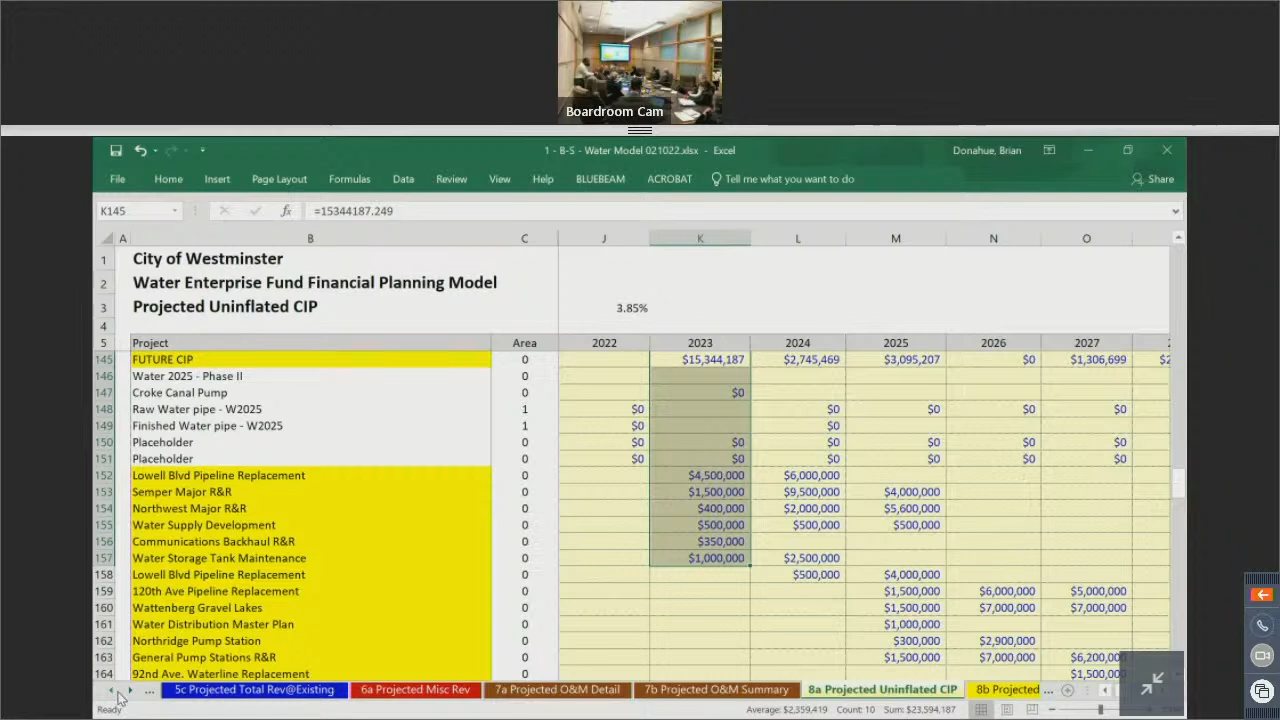 Boardroom Cam
1 - B-S - Water Model 021022.xlsx - Excel
Donahue, Brian
File Home Insert Page Layout Formulas Data Review View Help BLUEBEAM ACROBAT Tell me what you want to do Share
K145 fx =15344187.249
A B C J K L M N O
1 City of Westminster
2 Water Enterprise Fund Financial Planning Model
3 Projected Uninflated CIP 3.85%
4
5 Project Area 2022 2023 2024 2025 2026 2027
145 FUTURE CIP 0 $15,344,187 $2,745,469 $3,095,207 $0 $1,306,699 $2
146 Water 2025 - Phase II 0
147 Croke Canal Pump 0 $0
148 Raw Water pipe - W2025 1 $0 $0 $0 $0 $0
149 Finished Water pipe - W2025 1 $0 $0
150 Placeholder 0 $0 $0 $0 $0 $0 $0
151 Placeholder 0 $0 $0 $0 $0 $0 $0
152 Lowell Blvd Pipeline Replacement 0 $4,500,000 $6,000,000
153 Semper Major R&R 0 $1,500,000 $9,500,000 $4,000,000
154 Northwest Major R&R 0 $400,000 $2,000,000 $5,600,000
155 Water Supply Development 0 $500,000 $500,000 $500,000
156 Communications Backhaul R&R 0 $350,000
157 Water Storage Tank Maintenance 0 $1,000,000 $2,500,000
158 Lowell Blvd Pipeline Replacement 0 $500,000 $4,000,000
159 120th Ave Pipeline Replacement 0 $1,500,000 $6,000,000 $5,000,000
160 Wattenberg Gravel Lakes 0 $1,500,000 $7,000,000 $7,000,000
161 Water Distribution Master Plan 0 $1,000,000
162 Northridge Pump Station 0 $300,000 $2,900,000
163 General Pump Stations R&R 0 $1,500,000 $7,000,000 $6,200,000
164 92nd Ave. Waterline Replacement 0 $1,500,000
... 5c Projected Total Rev@Existing 6a Projected Misc Rev 7a Projected O&M Detail 7b Projected O&M Summary 8a Projected Uninflated CIP 8b Projected ...
Ready Average: $2,359,419 Count: 10 Sum: $23,594,187